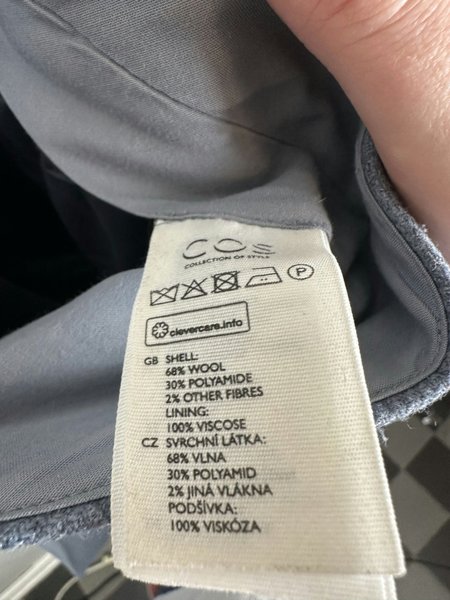 COS
COLLECTION OF STYLE
P
clevercare.info
GB SHELL:
68% WOOL
30% POLYAMIDE
2% OTHER FIBRES
LINING:
100% VISCOSE
CZ SVRCHNÍ LÁTKA:
68% VLNA
30% POLYAMID
2% JINÁ VLÁKNA
PODŠÍVKA:
100% VISKÓZA